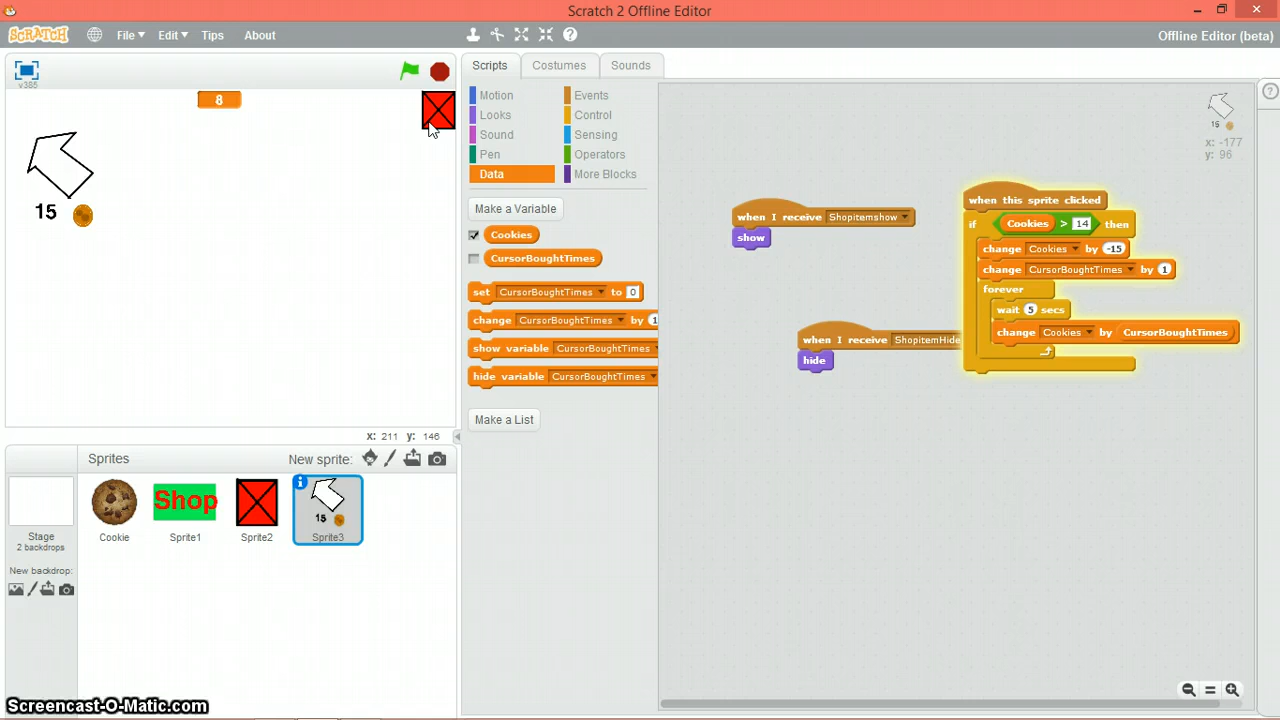 Scratch 2 Offline Editor
SCRATCH File Edit Tips About Offline Editor (beta)
v385
8
15
Scripts Costumes Sounds
Motion Events
Looks Control
Sound Sensing
Pen Operators
Data More Blocks
Make a Variable
Cookies
CursorBoughtTimes
set CursorBoughtTimes to 0
change CursorBoughtTimes by 1
show variable CursorBoughtTimes
hide variable CursorBoughtTimes
Make a List
when I receive Shopitemshow
show
when I receive ShopitemHide
hide
when this sprite clicked
if Cookies > 14 then
change Cookies by -15
change CursorBoughtTimes by 1
forever
wait 5 secs
change Cookies by CursorBoughtTimes
15
x: -177
y: 96
x: 211 y: 146
Sprites New sprite:
Stage
2 backdrops
New backdrop:
Cookie
Shop
Sprite1
Sprite2
15
Sprite3
Screencast-O-Matic.com